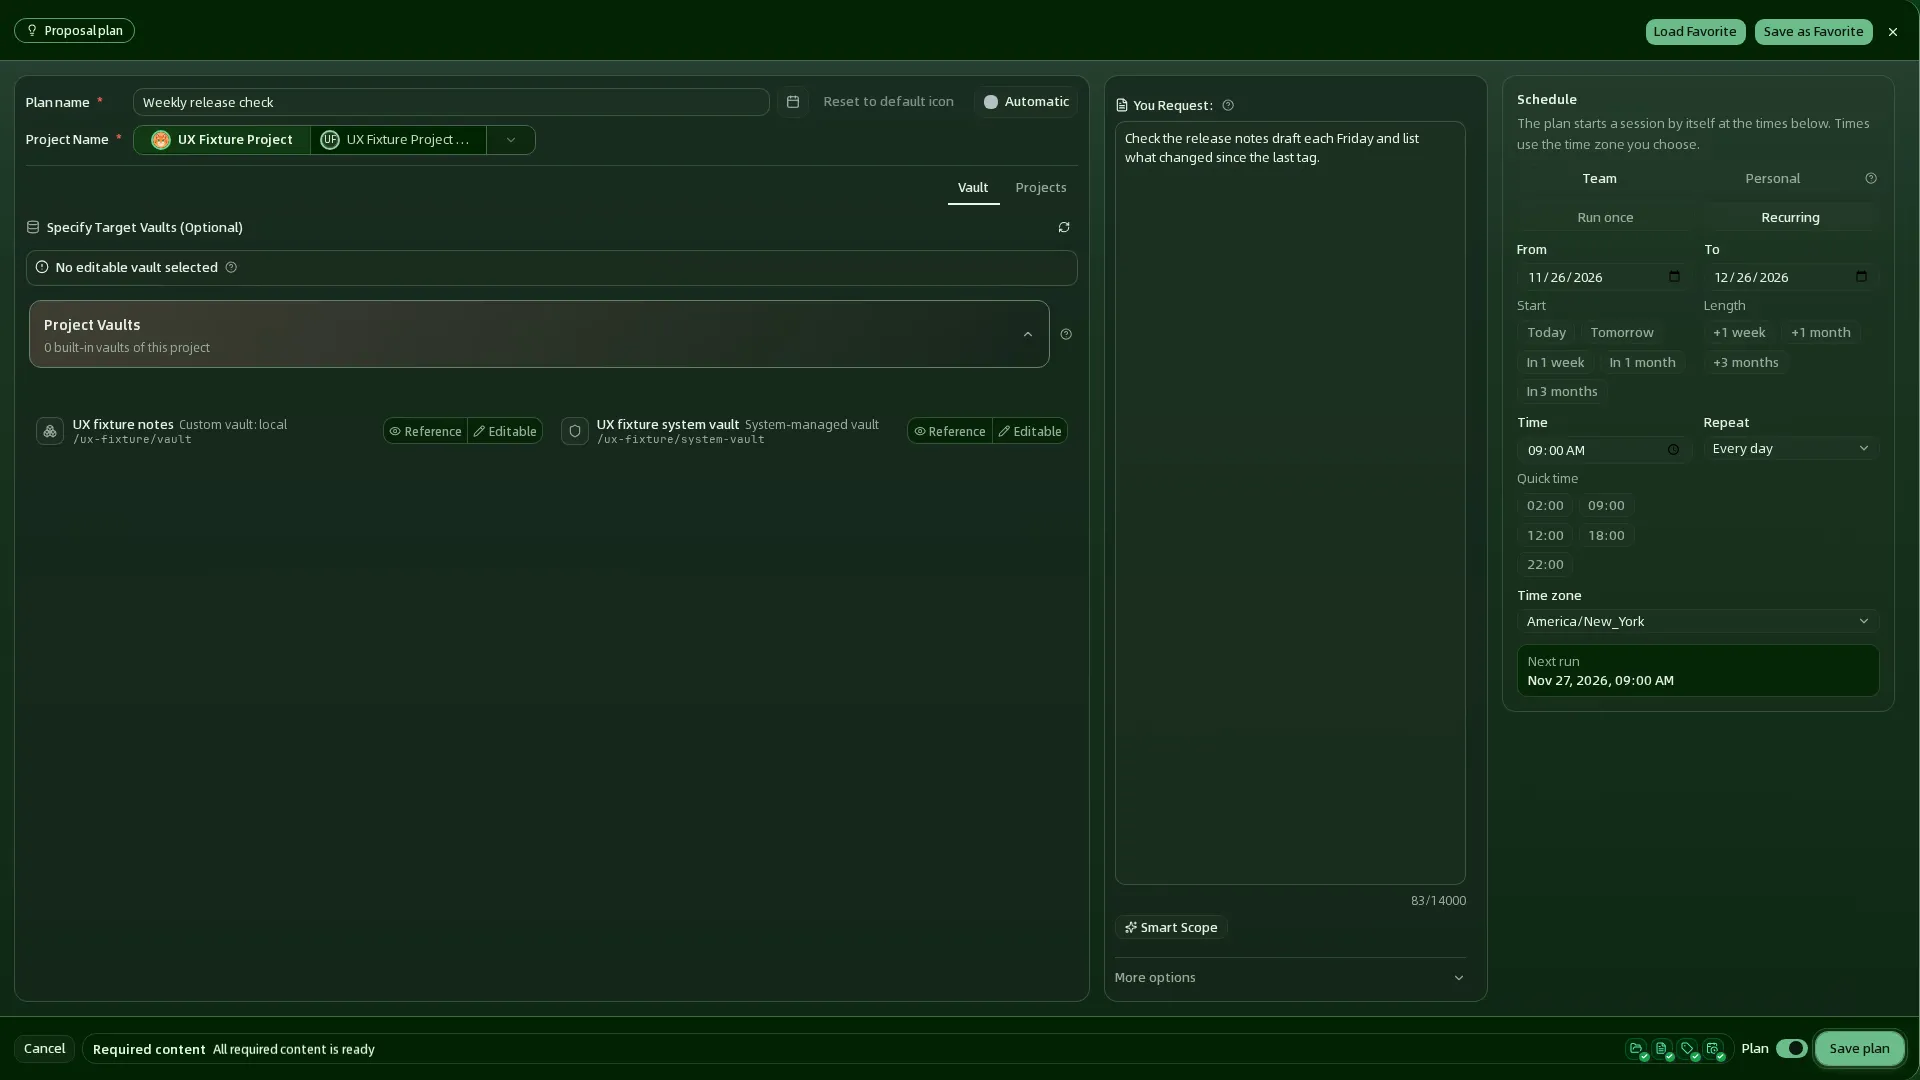 Proposal plan
Load Favorite
Save as Favorite
Plan name *
Weekly release check
Reset to default icon
Automatic
Project Name *
UX Fixture Project
UF
UX Fixture Project ...
Vault
Projects
Specify Target Vaults (Optional)
No editable vault selected
Project Vaults
0 built-in vaults of this project
UX fixture notes Custom vault: local
/ux-fixture/vault
Reference
Editable
UX fixture system vault System-managed vault
/ux-fixture/system-vault
Reference
Editable
You Request:
Check the release notes draft each Friday and list
what changed since the last tag.
83/14000
Smart Scope
More options
Schedule
The plan starts a session by itself at the times below. Times
use the time zone you choose.
Team
Personal
Run once
Recurring
From
To
11/26/2026
12/26/2026
Start
Length
Today
Tomorrow
+1 week
+1 month
In 1 week
In 1 month
+3 months
In 3 months
Time
Repeat
09:00 AM
Every day
Quick time
02:00
09:00
12:00
18:00
22:00
Time zone
America/New_York
Next run
Nov 27, 2026, 09:00 AM
Cancel
Required content All required content is ready
Plan
Save plan